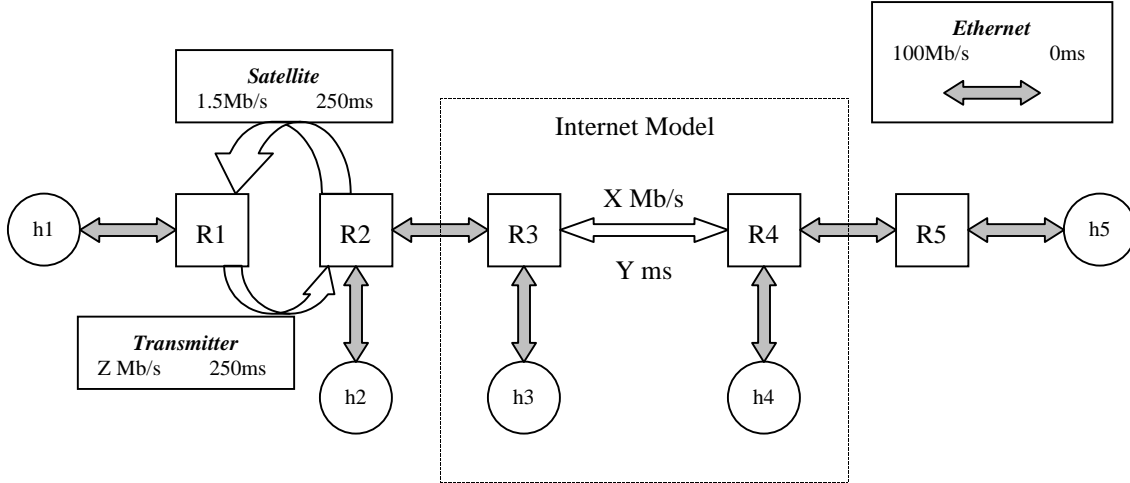 Ethernet
100Mb/s 0ms
Satellite
1.5Mb/s 250ms
Internet Model
h1
R1
R2
R3
X Mb/s
Y ms
R4
R5
h5
Transmitter
Z Mb/s 250ms
h2
h3
h4